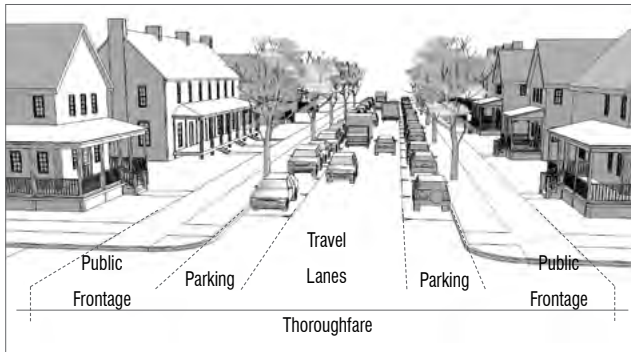 Public
Frontage
Parking
Travel
Lanes
Parking
Public
Frontage
Thoroughfare